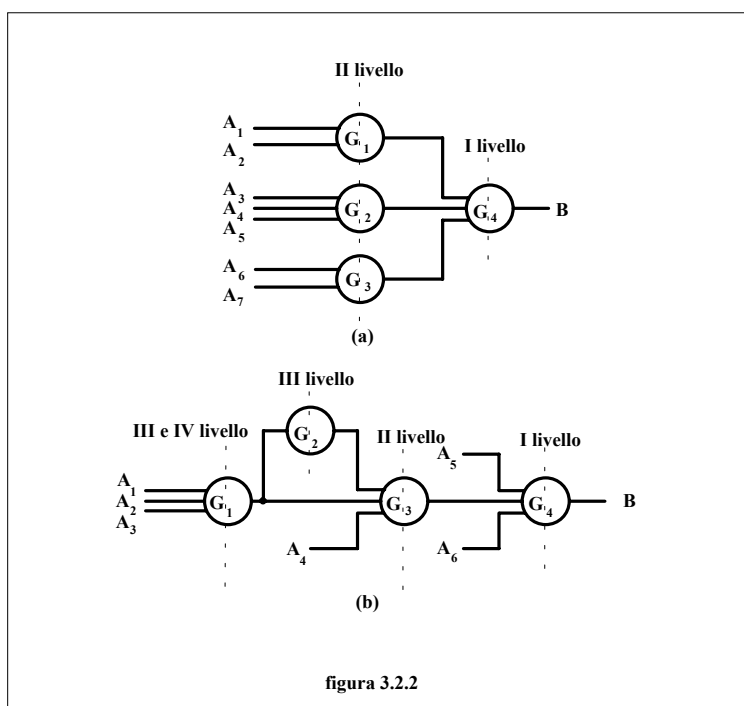 II livello
A1
A2
G1
I livello
A3
A4
A5
G2
G4
B
A6
A7
G3
(a)
III livello
III e IV livello
G2
II livello
I livello
A5
A1
A2
A3
G1
G3
G4
B
A4
A6
(b)
figura 3.2.2